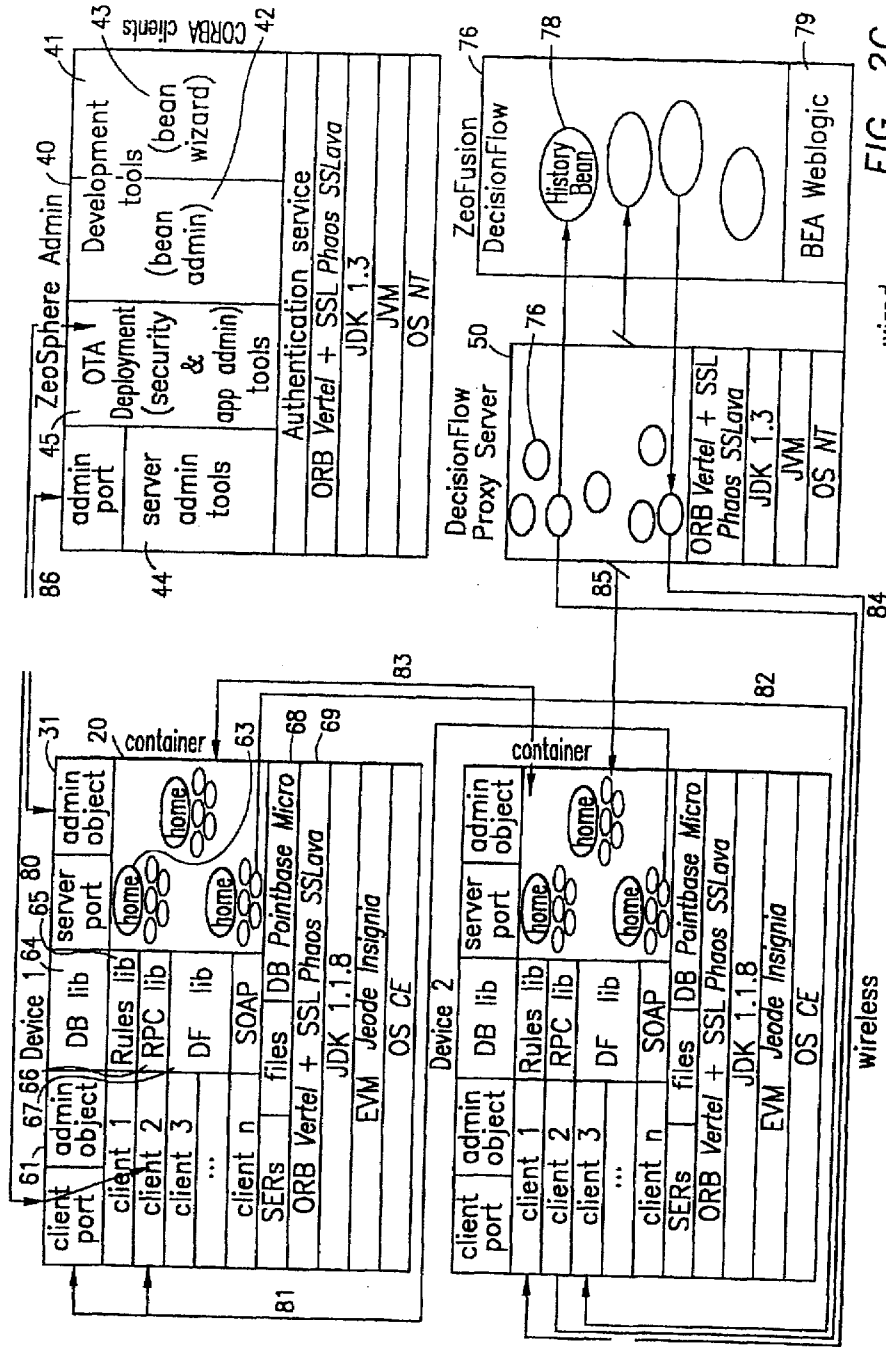 86
ZeoSphere Admin 40
41
43
CORBA clients
42
45
admin port
OTA Deployment (security & app admin) tools
Development tools
(bean admin)
(bean wizard)
44
server admin tools
Authentication service
ORB Vertel + SSL Phaos SSLava
JDK 1.3
JVM
OS NT
61
67 66 Device 1 64
65
80
31
20
container
63
68
69
83
82
81
client port
admin object
DB lib
server port
admin object
client 1
client 2
client 3
...
client n
Rules lib
RPC lib
DF lib
SOAP
home
home
home
SERs
files
DB Pointbase Micro
ORB Vertel + SSL Phaos SSLava
JDK 1.1.8
EVM Jeode Insignia
OS CE
Device 2
container
client port
admin object
DB lib
server port
admin object
client 1
client 2
client 3
...
client n
Rules lib
RPC lib
DF lib
SOAP
home
home
home
SERs
files
DB Pointbase Micro
ORB Vertel + SSL Phaos SSLava
JDK 1.1.8
EVM Jeode Insignia
OS CE
wireless
84
85
DecisionFlow Proxy Server
50
76
ORB Vertel + SSL
Phaos SSLava
JDK 1.3
JVM
OS NT
ZeoFusion DecisionFlow
76
78
History Bean
BEA Weblogic
79
FIG. 2C